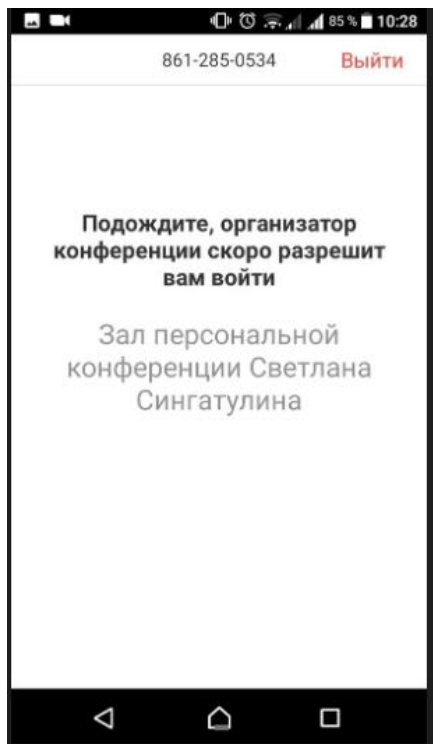 85 % 10:28
861-285-0534 Выйти
Подождите, организатор
конференции скоро разрешит
вам войти
Зал персональной
конференции Светлана
Сингатулина